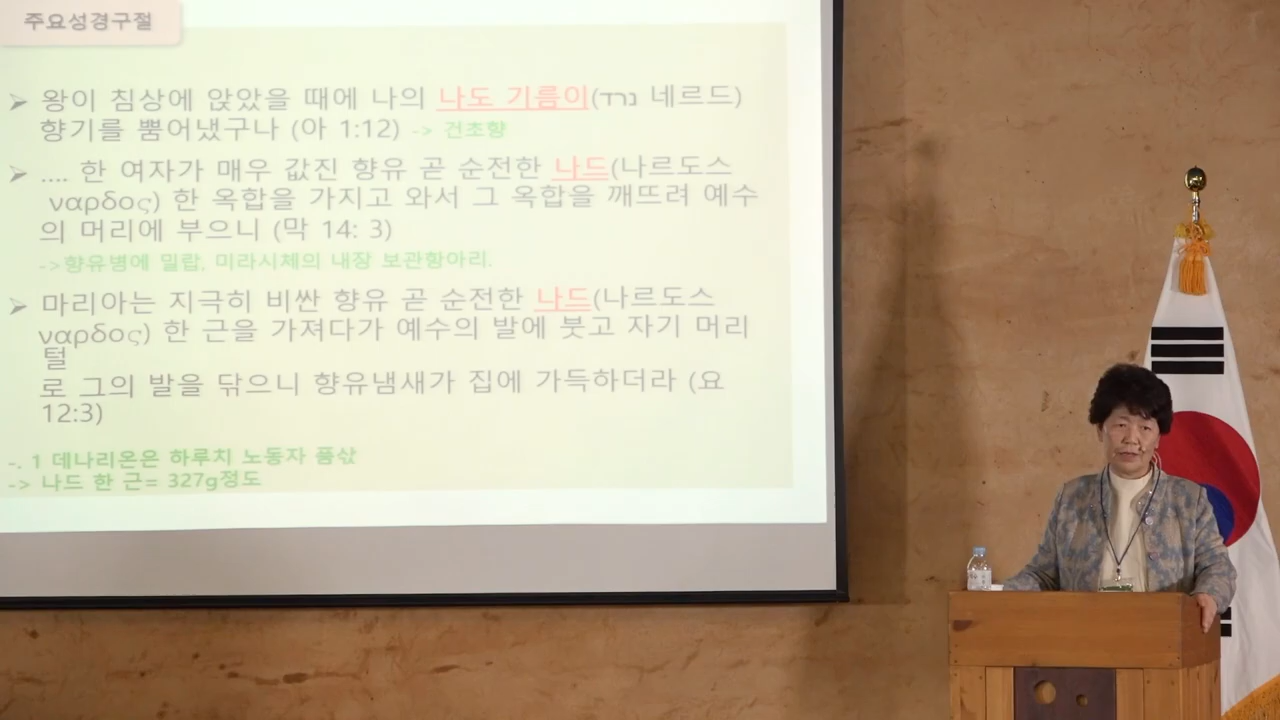 주요성경구절
➢ 왕이 침상에 앉았을 때에 나의 나도 기름이(נרד 네르드)
향기를 뿜어냈구나 (아 1:12) -> 건초향
➢ .... 한 여자가 매우 값진 향유 곧 순전한 나드(나르도스
ναρδος) 한 옥합을 가지고 와서 그 옥합을 깨뜨려 예수
의 머리에 부으니 (막 14: 3)
->향유병에 밀랍, 미라시체의 내장 보관항아리.
➢ 마리아는 지극히 비싼 향유 곧 순전한 나드(나르도스
ναρδος) 한 근을 가져다가 예수의 발에 붓고 자기 머리
털
로 그의 발을 닦으니 향유냄새가 집에 가득하더라 (요
12:3)
-. 1 데나리온은 하루치 노동자 품삯
-> 나드 한 근= 327g정도